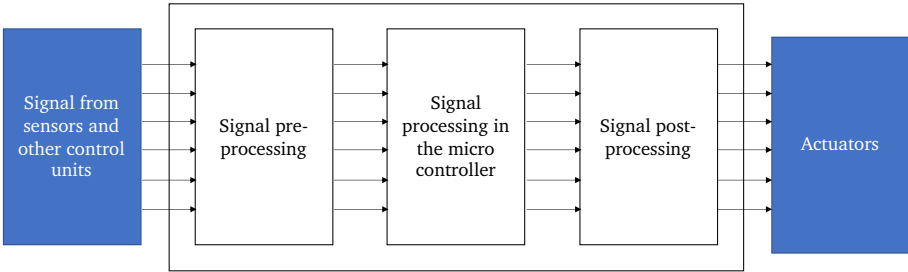 Signal from
sensors and
other control
units
Signal pre-
processing
Signal
processing in
the micro
controller
Signal post-
processing
Actuators